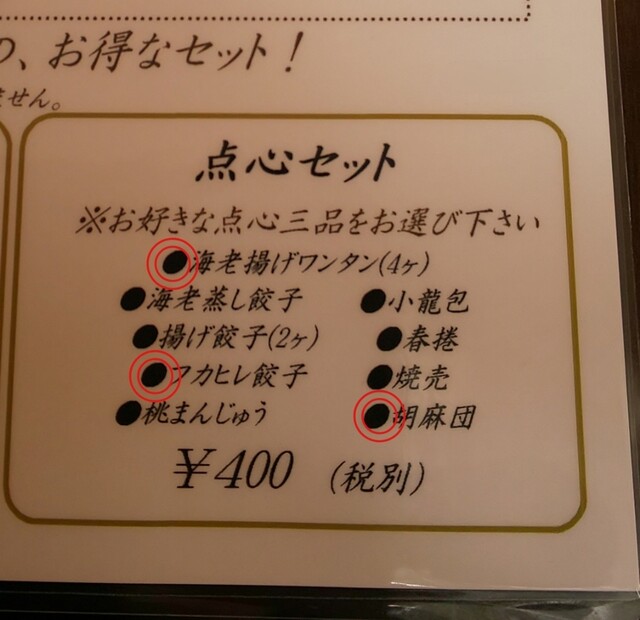 の、お得なセット！
ません。
点心セット
※お好きな点心三品をお選び下さい
●海老揚げワンタン(4ヶ)
●海老蒸し餃子 ●小龍包
●揚げ餃子(2ヶ) ●春捲
●フカヒレ餃子 ●焼売
●桃まんじゅう ●胡麻団
￥400 (税別)